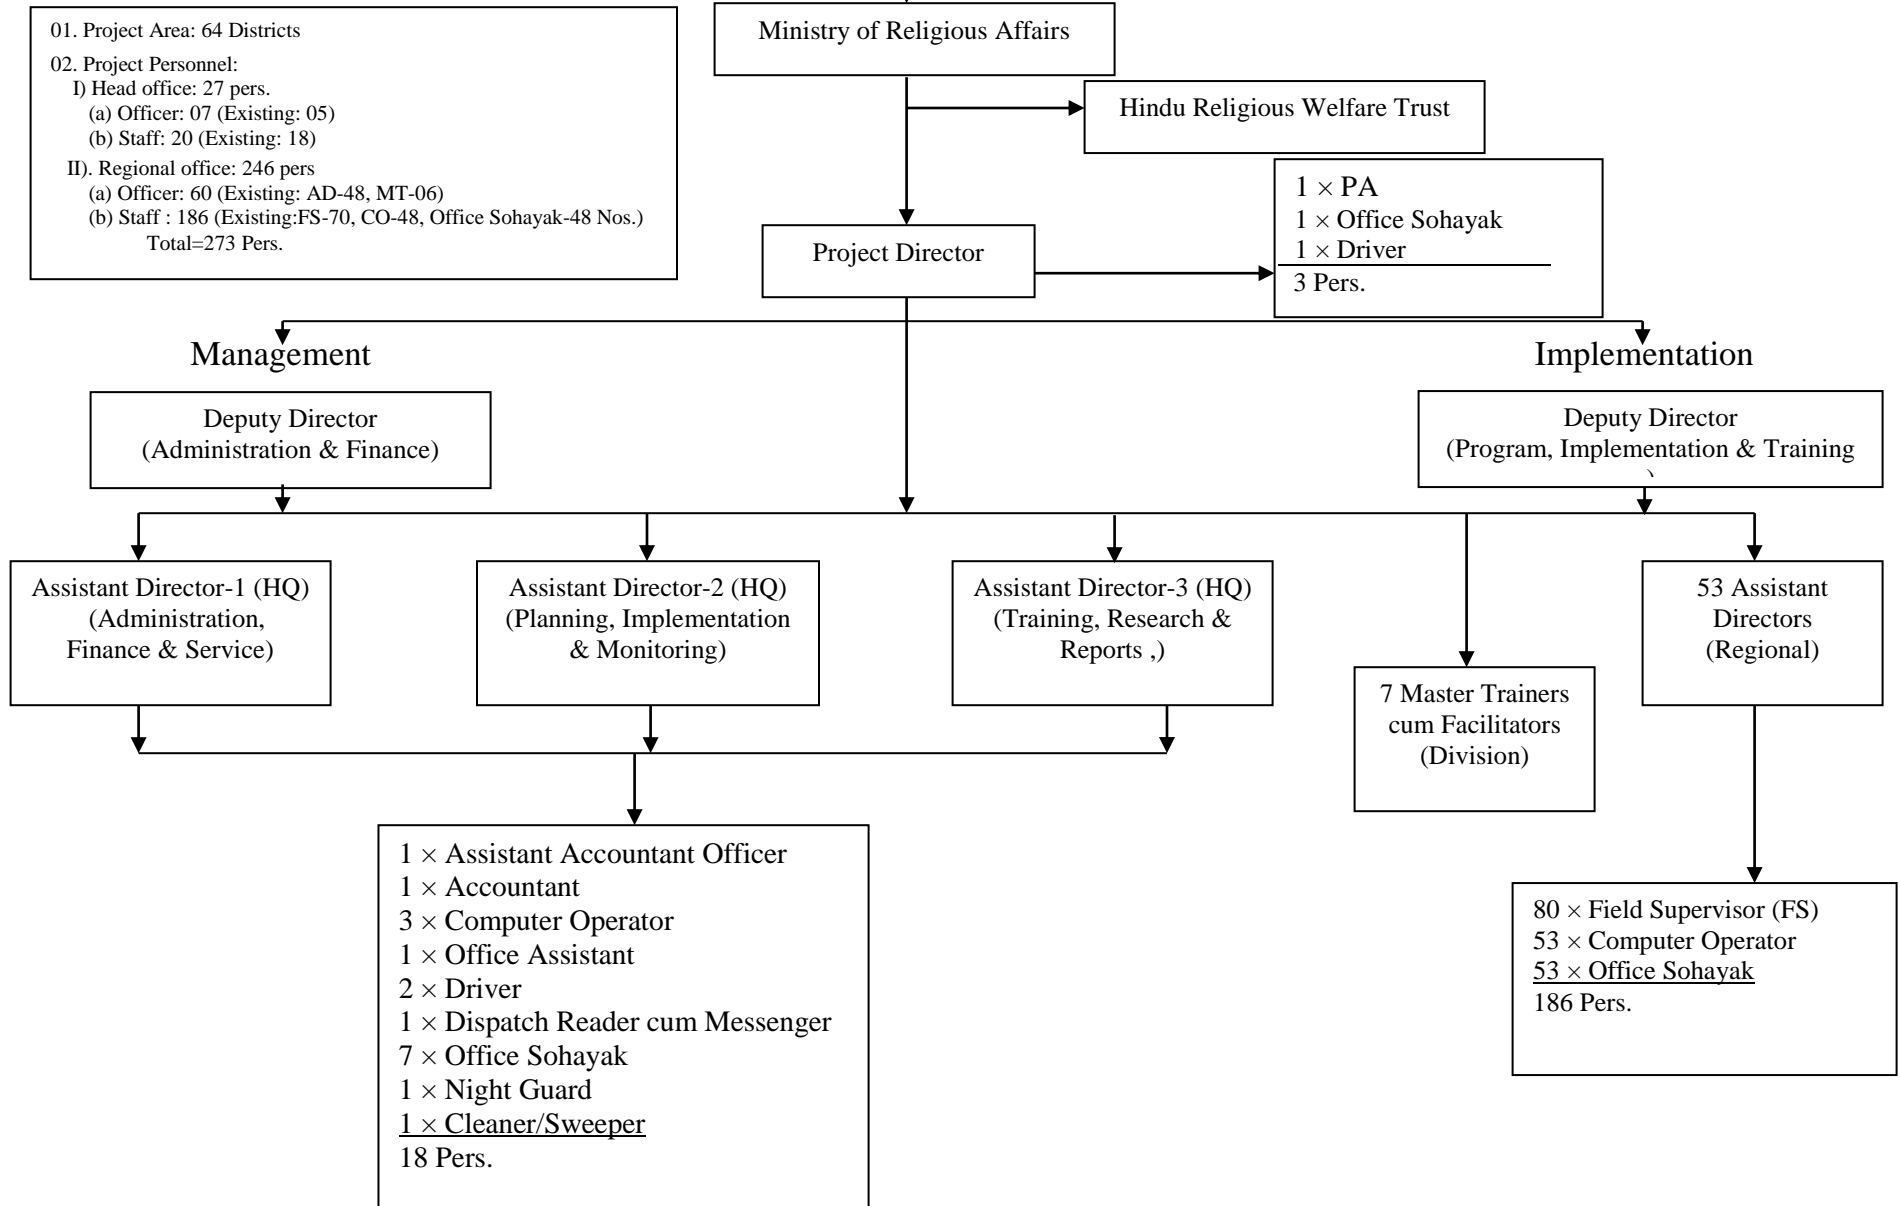 01. Project Area: 64 Districts
02. Project Personnel:
I) Head office: 27 pers.
(a) Officer: 07 (Existing: 05)
(b) Staff: 20 (Existing: 18)
II). Regional office: 246 pers
(a) Officer: 60 (Existing: AD-48, MT-06)
(b) Staff : 186 (Existing:FS-70, CO-48, Office Sohayak-48 Nos.)
Total=273 Pers.
Ministry of Religious Affairs
Hindu Religious Welfare Trust
Project Director
1 × PA
1 × Office Sohayak
1 × Driver
3 Pers.
Management
Implementation
Deputy Director
(Administration & Finance)
Deputy Director
(Program, Implementation & Training
)
Assistant Director-1 (HQ)
(Administration,
Finance & Service)
Assistant Director-2 (HQ)
(Planning, Implementation
& Monitoring)
Assistant Director-3 (HQ)
(Training, Research &
Reports ,)
7 Master Trainers
cum Facilitators
(Division)
53 Assistant
Directors
(Regional)
1 × Assistant Accountant Officer
1 × Accountant
3 × Computer Operator
1 × Office Assistant
2 × Driver
1 × Dispatch Reader cum Messenger
7 × Office Sohayak
1 × Night Guard
1 × Cleaner/Sweeper
18 Pers.
80 × Field Supervisor (FS)
53 × Computer Operator
53 × Office Sohayak
186 Pers.